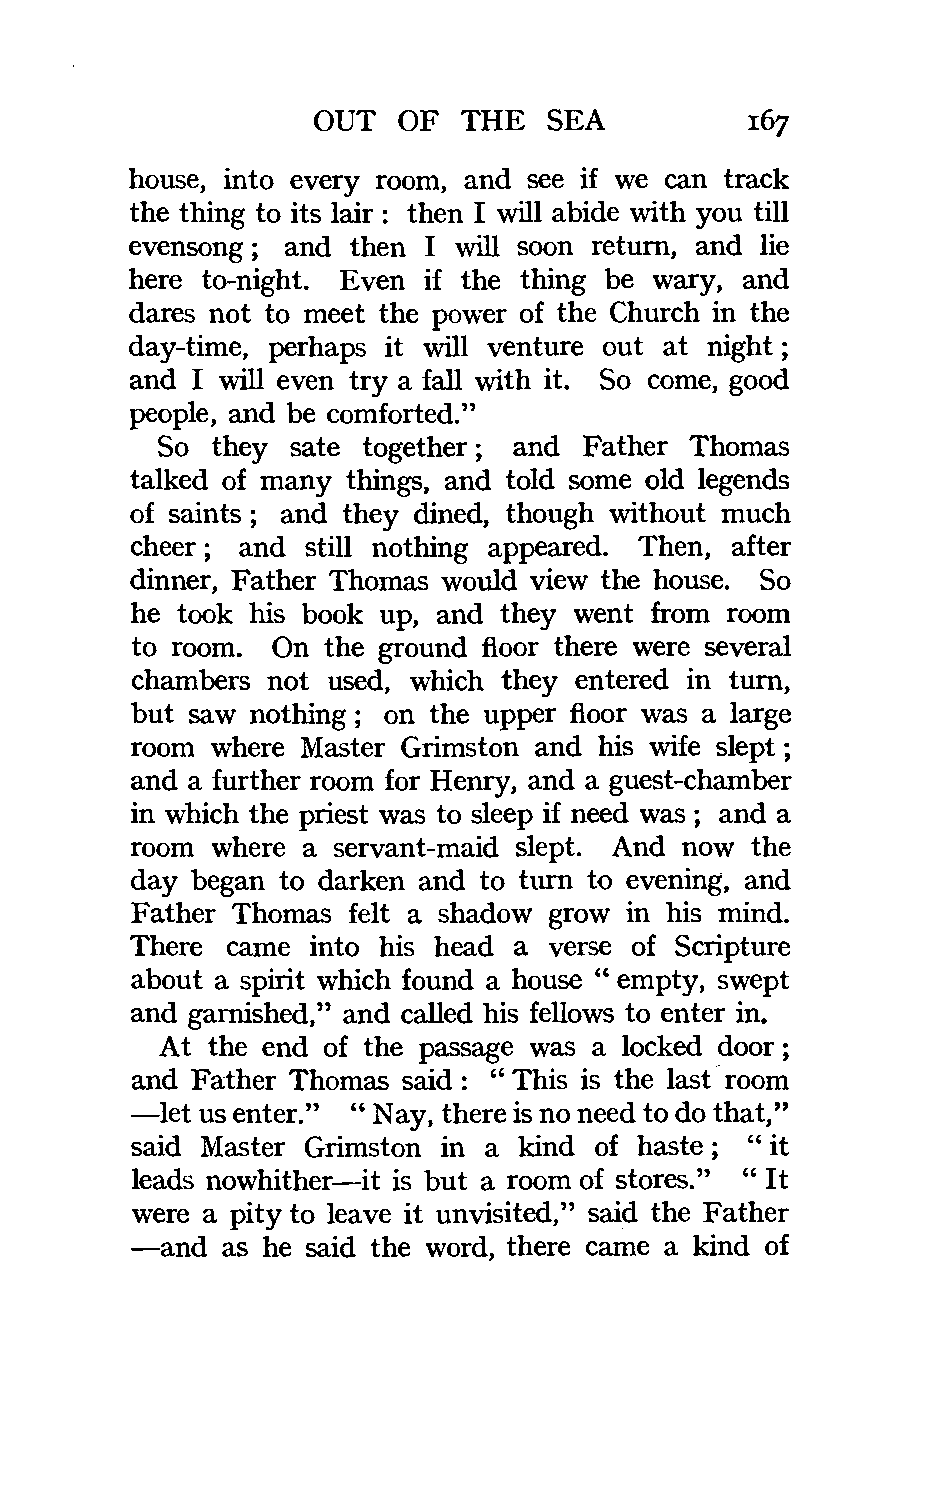 OUT OF THE SEA 167
house, into every room, and see if we can track
the thing to its lair : then I will abide with you till
evensong ; and then I will soon return, and lie
here to-night. Even if the thing be wary, and
dares not to meet the power of the Church in the
day-time, perhaps it will venture out at night ;
and I will even try a fall with it. So come, good
people, and be comforted.”
So they sate together ; and Father Thomas
talked of many things, and told some old legends
of saints ; and they dined, though without much
cheer ; and still nothing appeared. Then, after
dinner, Father Thomas would view the house. So
he took his book up, and they went from room
to room. On the ground floor there were several
chambers not used, which they entered in turn,
but saw nothing ; on the upper floor was a large
room where Master Grimston and his wife slept ;
and a further room for Henry, and a guest-chamber
in which the priest was to sleep if need was ; and a
room where a servant-maid slept. And now the
day began to darken and to turn to evening, and
Father Thomas felt a shadow grow in his mind.
There came into his head a verse of Scripture
about a spirit which found a house “ empty, swept
and garnished,” and called his fellows to enter in.
At the end of the passage was a locked door ;
and Father Thomas said : “ This is the last room
—let us enter.” “ Nay, there is no need to do that,”
said Master Grimston in a kind of haste ; “ it
leads nowhither—it is but a room of stores.” “ It
were a pity to leave it unvisited,” said the Father
—and as he said the word, there came a kind of